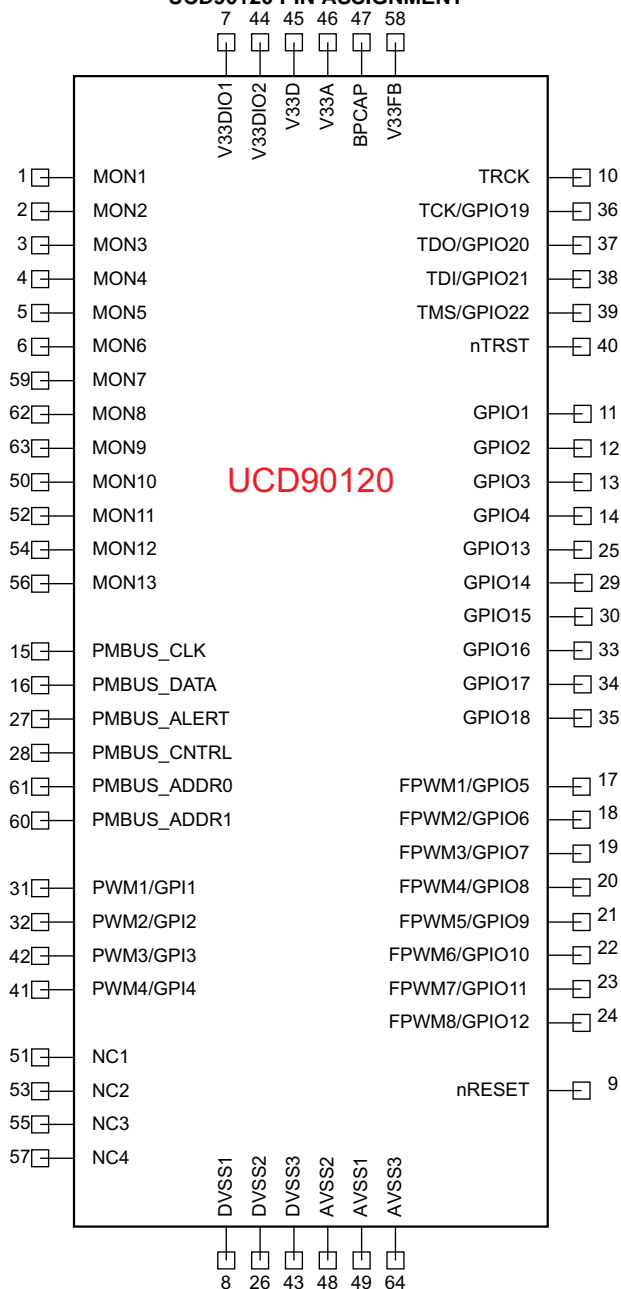 UCD90120 PIN ASSIGNMENT
7 44 45 46 47 58
V33DIO1 V33DIO2 V33D V33A BPCAP V33FB
1 MON1 TRCK 10
2 MON2 TCK/GPIO19 36
3 MON3 TDO/GPIO20 37
4 MON4 TDI/GPIO21 38
5 MON5 TMS/GPIO22 39
6 MON6 nTRST 40
59 MON7
62 MON8 GPIO1 11
63 MON9 GPIO2 12
50 MON10 UCD90120 GPIO3 13
52 MON11 GPIO4 14
54 MON12 GPIO13 25
56 MON13 GPIO14 29
GPIO15 30
15 PMBUS_CLK GPIO16 33
16 PMBUS_DATA GPIO17 34
27 PMBUS_ALERT GPIO18 35
28 PMBUS_CNTRL
61 PMBUS_ADDR0 FPWM1/GPIO5 17
60 PMBUS_ADDR1 FPWM2/GPIO6 18
FPWM3/GPIO7 19
31 PWM1/GPI1 FPWM4/GPIO8 20
32 PWM2/GPI2 FPWM5/GPIO9 21
42 PWM3/GPI3 FPWM6/GPIO10 22
41 PWM4/GPI4 FPWM7/GPIO11 23
FPWM8/GPIO12 24
51 NC1
53 NC2 nRESET 9
55 NC3
57 NC4
DVSS1 DVSS2 DVSS3 AVSS2 AVSS1 AVSS3
8 26 43 48 49 64